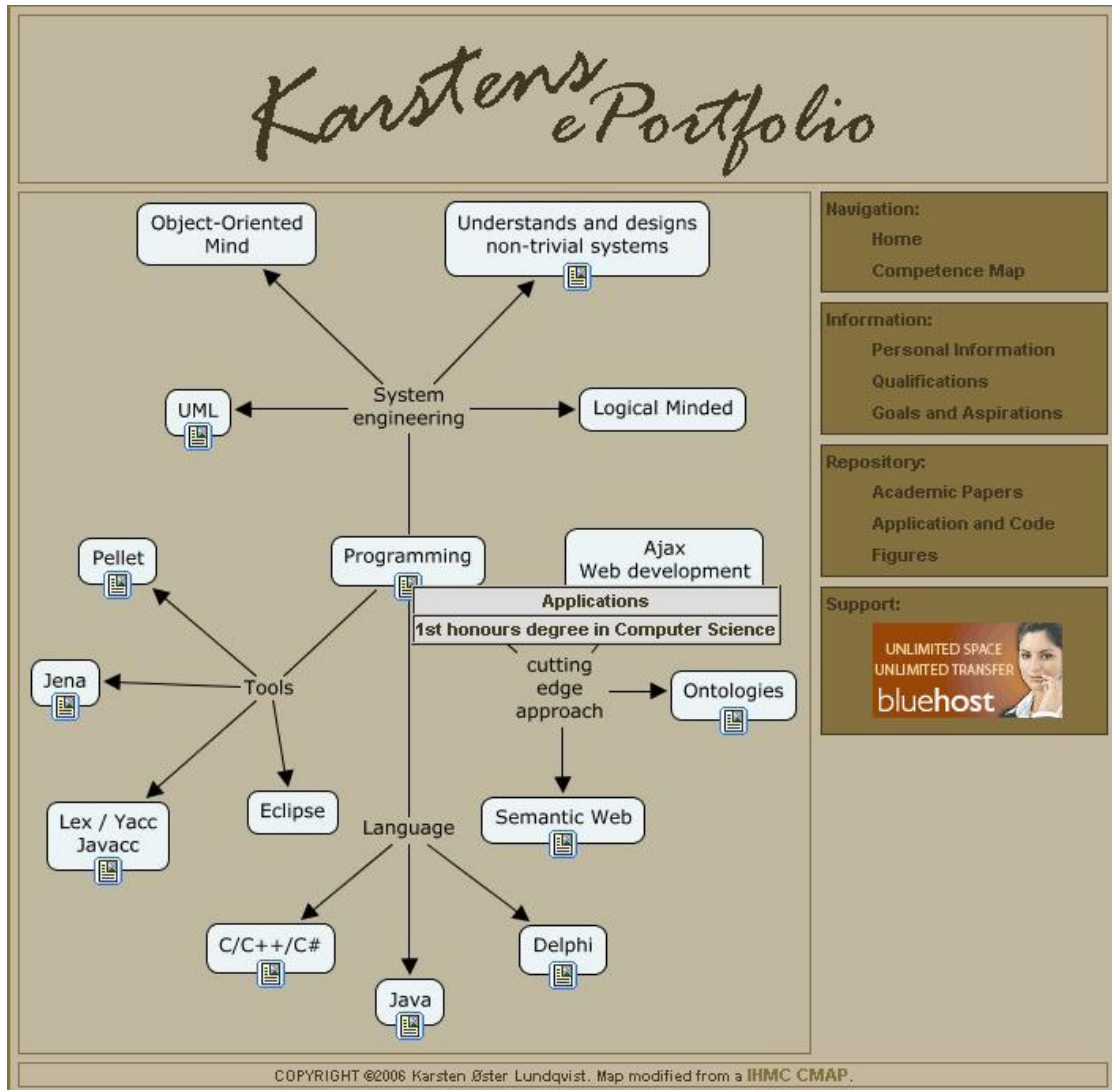 Karstens
ePortfolio
Object-Oriented
Mind
Understands and designs
non-trivial systems
System
engineering
UML
Logical Minded
Pellet
Programming
Ajax
Web development
Applications
1st honours degree in Computer Science
Jena
Tools
cutting
edge
approach
Ontologies
Lex / Yacc
Javacc
Eclipse
Language
Semantic Web
C/C++/C#
Java
Delphi
Navigation:
Home
Competence Map
Information:
Personal Information
Qualifications
Goals and Aspirations
Repository:
Academic Papers
Application and Code
Figures
Support:
UNLIMITED SPACE
UNLIMITED TRANSFER
bluehost
COPYRIGHT ©2006 Karsten Øster Lundqvist. Map modified from a IHMC CMAP.